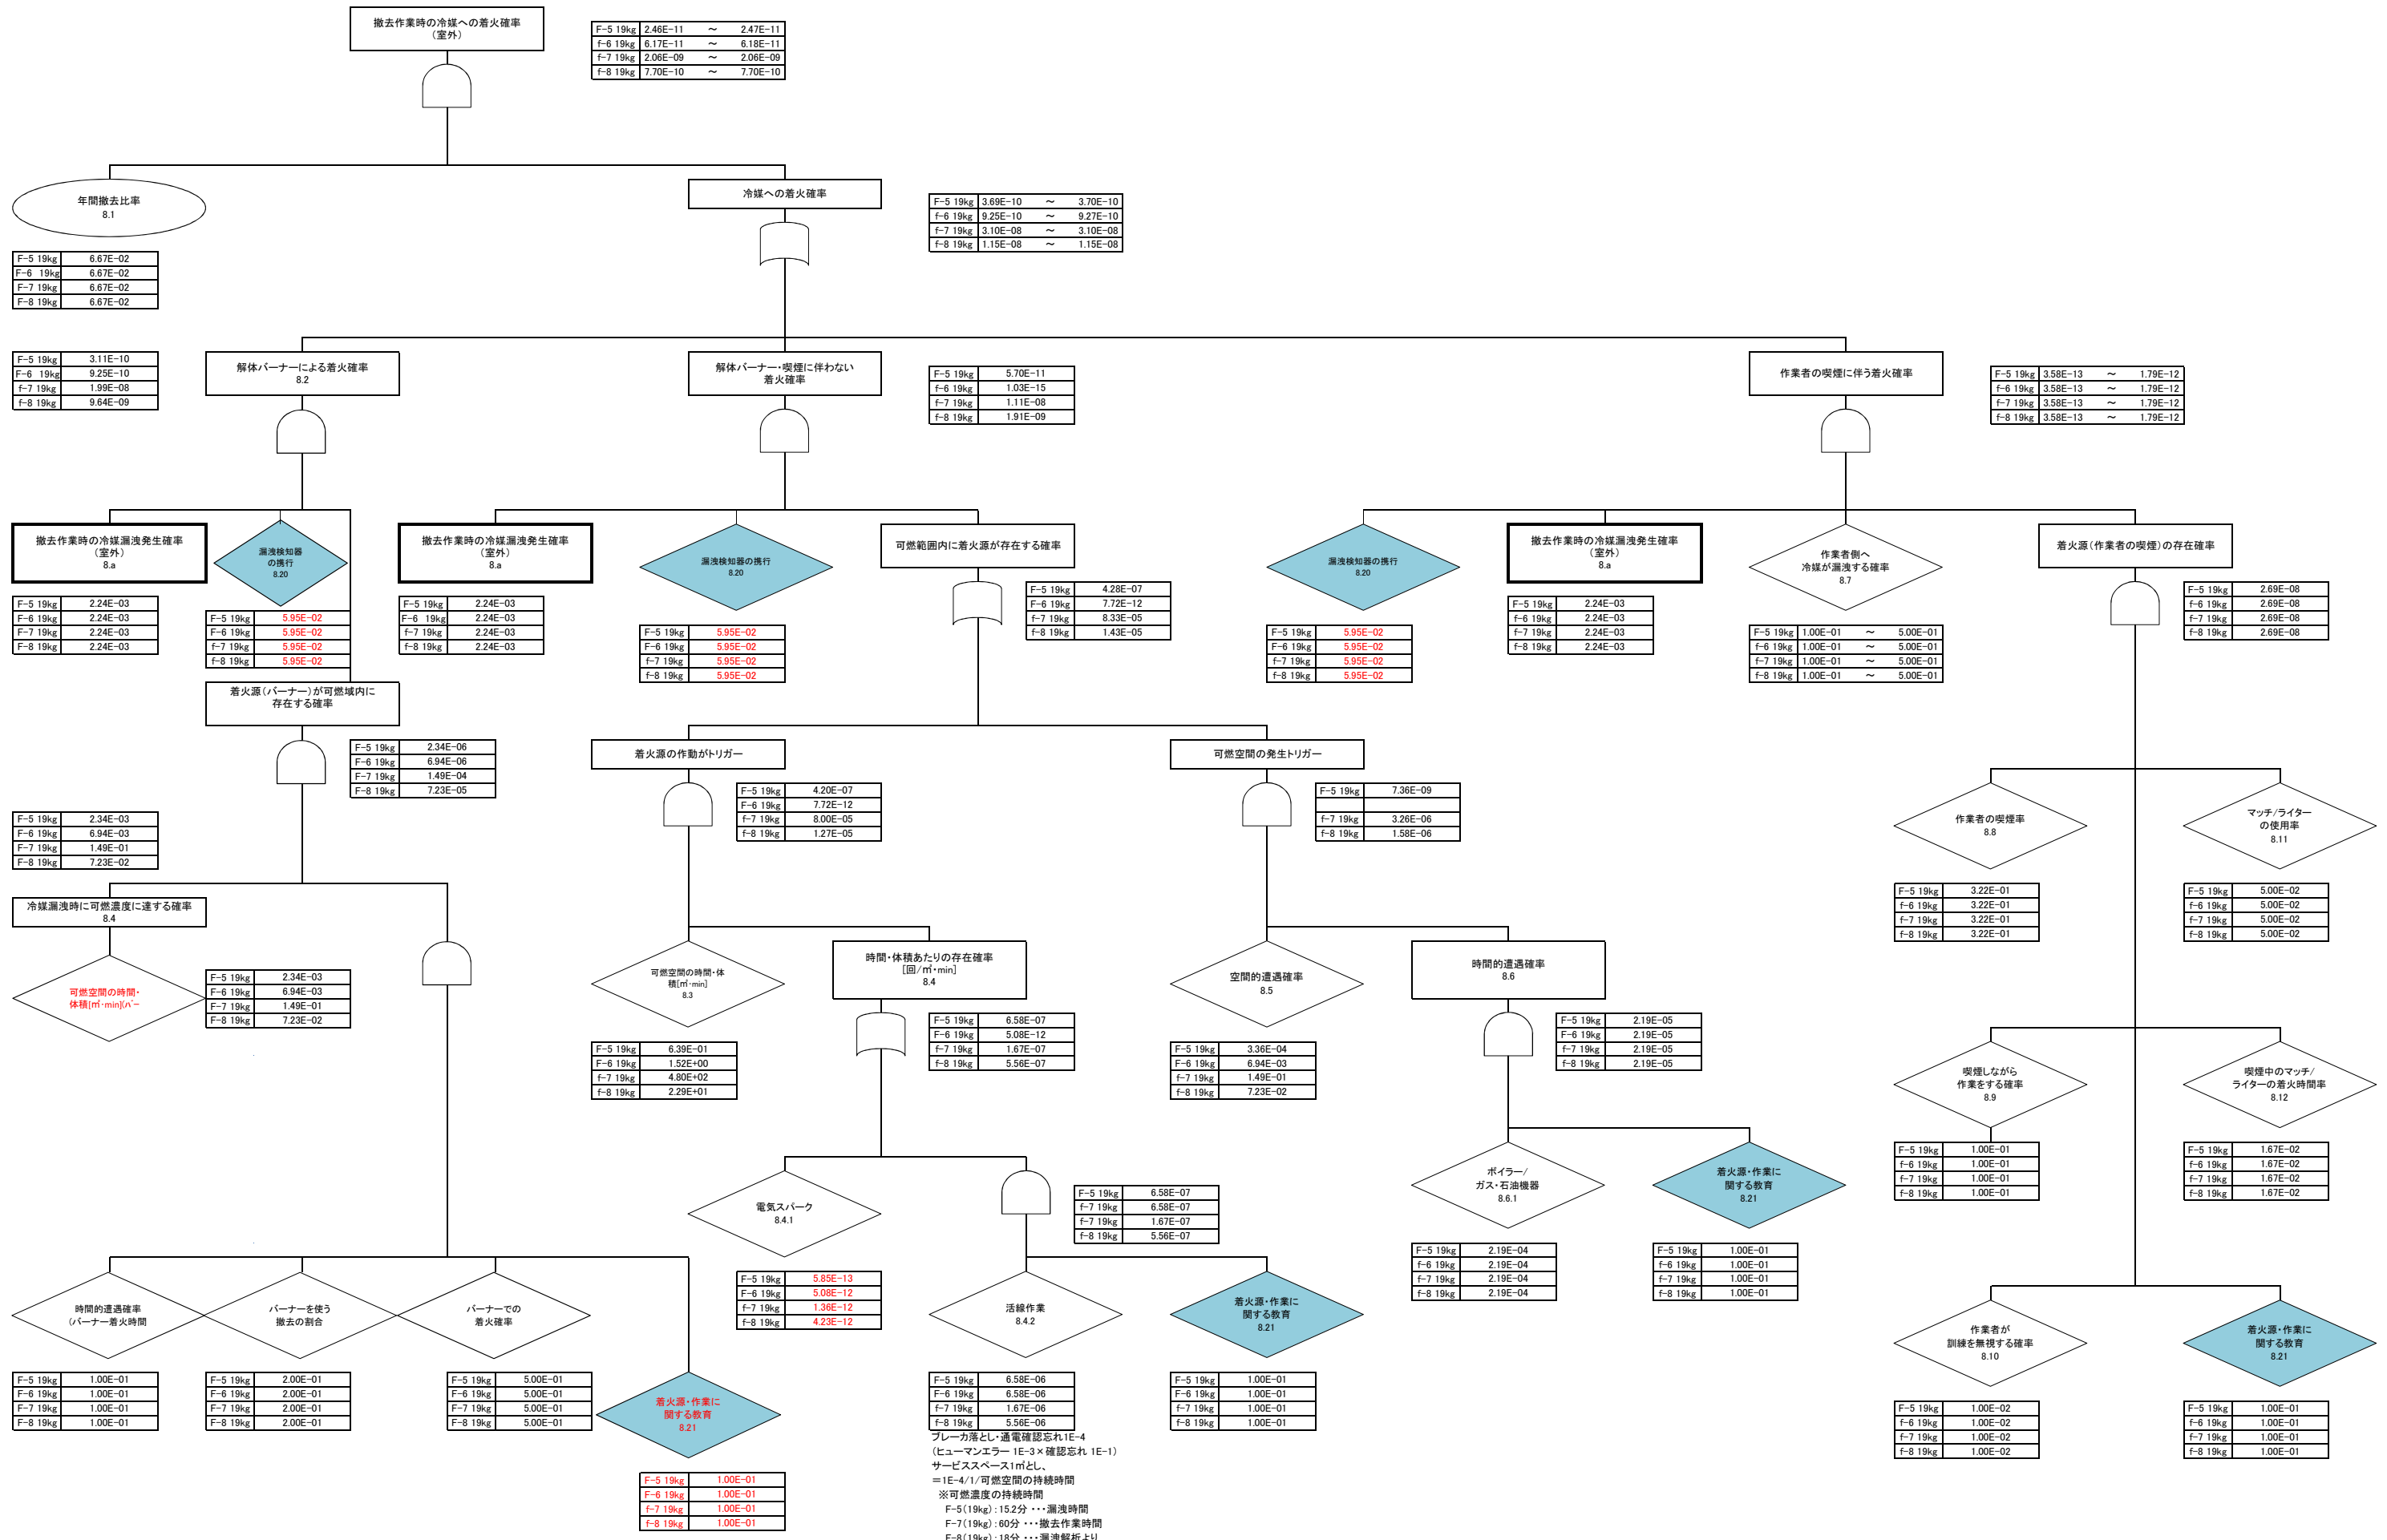 撤去作業時の冷媒への着火確率
（室外）
F-5 19kg 2.46E-11 ～ 2.47E-11
f-6 19kg 6.17E-11 ～ 6.18E-11
f-7 19kg 2.06E-09 ～ 2.06E-09
f-8 19kg 7.70E-10 ～ 7.70E-10
年間撤去比率
8.1
F-5 19kg 6.67E-02
F-6 19kg 6.67E-02
F-7 19kg 6.67E-02
F-8 19kg 6.67E-02
冷媒への着火確率
F-5 19kg 3.69E-10 ～ 3.70E-10
f-6 19kg 9.25E-10 ～ 9.27E-10
f-7 19kg 3.10E-08 ～ 3.10E-08
f-8 19kg 1.15E-08 ～ 1.15E-08
F-5 19kg 3.11E-10
F-6 19kg 9.25E-10
f-7 19kg 1.99E-08
f-8 19kg 9.64E-09
解体バーナーによる着火確率
8.2
解体バーナー・喫煙に伴わない
着火確率
F-5 19kg 5.70E-11
f-6 19kg 1.03E-15
f-7 19kg 1.11E-08
f-8 19kg 1.91E-09
作業者の喫煙に伴う着火確率
F-5 19kg 3.58E-13 ～ 1.79E-12
f-6 19kg 3.58E-13 ～ 1.79E-12
f-7 19kg 3.58E-13 ～ 1.79E-12
f-8 19kg 3.58E-13 ～ 1.79E-12
撤去作業時の冷媒漏洩発生確率
（室外）
8.a
F-5 19kg 2.24E-03
F-6 19kg 2.24E-03
F-7 19kg 2.24E-03
F-8 19kg 2.24E-03
漏洩検知器
の携行
8.20
F-5 19kg 5.95E-02
F-6 19kg 5.95E-02
f-7 19kg 5.95E-02
f-8 19kg 5.95E-02
撤去作業時の冷媒漏洩発生確率
（室外）
8.a
F-5 19kg 2.24E-03
F-6 19kg 2.24E-03
f-7 19kg 2.24E-03
f-8 19kg 2.24E-03
漏洩検知器の携行
8.20
F-5 19kg 5.95E-02
F-6 19kg 5.95E-02
f-7 19kg 5.95E-02
f-8 19kg 5.95E-02
可燃範囲内に着火源が存在する確率
F-5 19kg 4.28E-07
F-6 19kg 7.72E-12
f-7 19kg 8.33E-05
f-8 19kg 1.43E-05
漏洩検知器の携行
8.20
F-5 19kg 5.95E-02
f-6 19kg 5.95E-02
f-7 19kg 5.95E-02
f-8 19kg 5.95E-02
撤去作業時の冷媒漏洩発生確率
（室外）
8.a
F-5 19kg 2.24E-03
f-6 19kg 2.24E-03
f-7 19kg 2.24E-03
f-8 19kg 2.24E-03
作業者側へ
冷媒が漏洩する確率
8.7
F-5 19kg 1.00E-01 ～ 5.00E-01
f-6 19kg 1.00E-01 ～ 5.00E-01
f-7 19kg 1.00E-01 ～ 5.00E-01
f-8 19kg 1.00E-01 ～ 5.00E-01
着火源（作業者の喫煙）の存在確率
F-5 19kg 2.69E-08
f-6 19kg 2.69E-08
f-7 19kg 2.69E-08
f-8 19kg 2.69E-08
着火源（バーナー）が可燃域内に
存在する確率
F-5 19kg 2.34E-06
F-6 19kg 6.94E-06
F-7 19kg 1.49E-04
F-8 19kg 7.23E-05
着火源の作動がトリガー
F-5 19kg 4.20E-07
F-6 19kg 7.72E-12
f-7 19kg 8.00E-05
f-8 19kg 1.27E-05
可燃空間の発生トリガー
F-5 19kg 7.36E-09
f-7 19kg 3.26E-06
f-8 19kg 1.58E-06
F-5 19kg 2.34E-03
F-6 19kg 6.94E-03
F-7 19kg 1.49E-01
F-8 19kg 7.23E-02
作業者の喫煙率
8.8
F-5 19kg 3.22E-01
f-6 19kg 3.22E-01
f-7 19kg 3.22E-01
f-8 19kg 3.22E-01
マッチ/ライター
の使用率
8.11
F-5 19kg 5.00E-02
f-6 19kg 5.00E-02
f-7 19kg 5.00E-02
f-8 19kg 5.00E-02
冷媒漏洩時に可燃濃度に達する確率
8.4
可燃空間の時間・
体積[㎥･min](ﾊﾞｰ
F-5 19kg 2.34E-03
F-6 19kg 6.94E-03
F-7 19kg 1.49E-01
F-8 19kg 7.23E-02
可燃空間の時間・体
積[㎥･min]
8.3
F-5 19kg 6.39E-01
F-6 19kg 1.52E+00
f-7 19kg 4.80E+02
f-8 19kg 2.29E+01
時間・体積あたりの存在確率
[回/㎥・min]
8.4
F-5 19kg 6.58E-07
F-6 19kg 5.08E-12
f-7 19kg 1.67E-07
f-8 19kg 5.56E-07
空間的遭遇確率
8.5
F-5 19kg 3.36E-04
F-6 19kg 6.94E-03
f-7 19kg 1.49E-01
f-8 19kg 7.23E-02
時間的遭遇確率
8.6
F-5 19kg 2.19E-05
F-6 19kg 2.19E-05
f-7 19kg 2.19E-05
f-8 19kg 2.19E-05
喫煙しながら
作業をする確率
8.9
F-5 19kg 1.00E-01
f-6 19kg 1.00E-01
f-7 19kg 1.00E-01
f-8 19kg 1.00E-01
喫煙中のマッチ/
ライターの着火時間率
8.12
F-5 19kg 1.67E-02
f-6 19kg 1.67E-02
f-7 19kg 1.67E-02
f-8 19kg 1.67E-02
電気スパーク
8.4.1
F-5 19kg 5.85E-13
F-6 19kg 5.08E-12
f-7 19kg 1.36E-12
f-8 19kg 4.23E-12
F-5 19kg 6.58E-07
f-7 19kg 6.58E-07
f-7 19kg 1.67E-07
f-8 19kg 5.56E-07
ボイラー/
ガス・石油機器
8.6.1
F-5 19kg 2.19E-04
f-6 19kg 2.19E-04
f-7 19kg 2.19E-04
f-8 19kg 2.19E-04
着火源・作業に
関する教育
8.21
F-5 19kg 1.00E-01
f-6 19kg 1.00E-01
f-7 19kg 1.00E-01
f-8 19kg 1.00E-01
時間的遭遇確率
（バーナー着火時間
F-5 19kg 1.00E-01
F-6 19kg 1.00E-01
F-7 19kg 1.00E-01
F-8 19kg 1.00E-01
バーナーを使う
撤去の割合
F-5 19kg 2.00E-01
F-6 19kg 2.00E-01
F-7 19kg 2.00E-01
F-8 19kg 2.00E-01
バーナーでの
着火確率
F-5 19kg 5.00E-01
F-6 19kg 5.00E-01
F-7 19kg 5.00E-01
F-8 19kg 5.00E-01
着火源・作業に
関する教育
8.21
F-5 19kg 1.00E-01
F-6 19kg 1.00E-01
f-7 19kg 1.00E-01
f-8 19kg 1.00E-01
活線作業
8.4.2
F-5 19kg 6.58E-06
F-6 19kg 6.58E-06
f-7 19kg 1.67E-06
f-8 19kg 5.56E-06
着火源・作業に
関する教育
8.21
F-5 19kg 1.00E-01
F-6 19kg 1.00E-01
f-7 19kg 1.00E-01
f-8 19kg 1.00E-01
作業者が
訓練を無視する確率
8.10
F-5 19kg 1.00E-02
f-6 19kg 1.00E-02
f-7 19kg 1.00E-02
f-8 19kg 1.00E-02
着火源・作業に
関する教育
8.21
F-5 19kg 1.00E-01
f-6 19kg 1.00E-01
f-7 19kg 1.00E-01
f-8 19kg 1.00E-01
ブレーカ落とし・通電確認忘れ1E-4
（ヒューマンエラー 1E-3×確認忘れ 1E-1）
サービススペース1㎥とし、
＝1E-4/1/可燃空間の持続時間
※可燃濃度の持続時間
F-5(19kg)：15.2分 ・・・漏洩時間
F-7(19kg)：60分 ・・・撤去作業時間
F-8(19kg)：18分 ・・・漏洩解析より